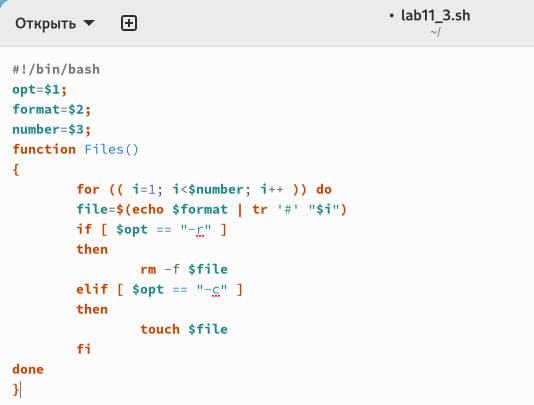 Открыть
• lab11_3.sh
~/
#!/bin/bash
opt=$1;
format=$2;
number=$3;
function Files()
{
        for (( i=1; i<$number; i++ )) do
        file=$(echo $format | tr '#' "$i")
        if [ $opt == "-r" ]
        then
                rm -f $file
        elif [ $opt == "-c" ]
        then
                touch $file
        fi
done
}